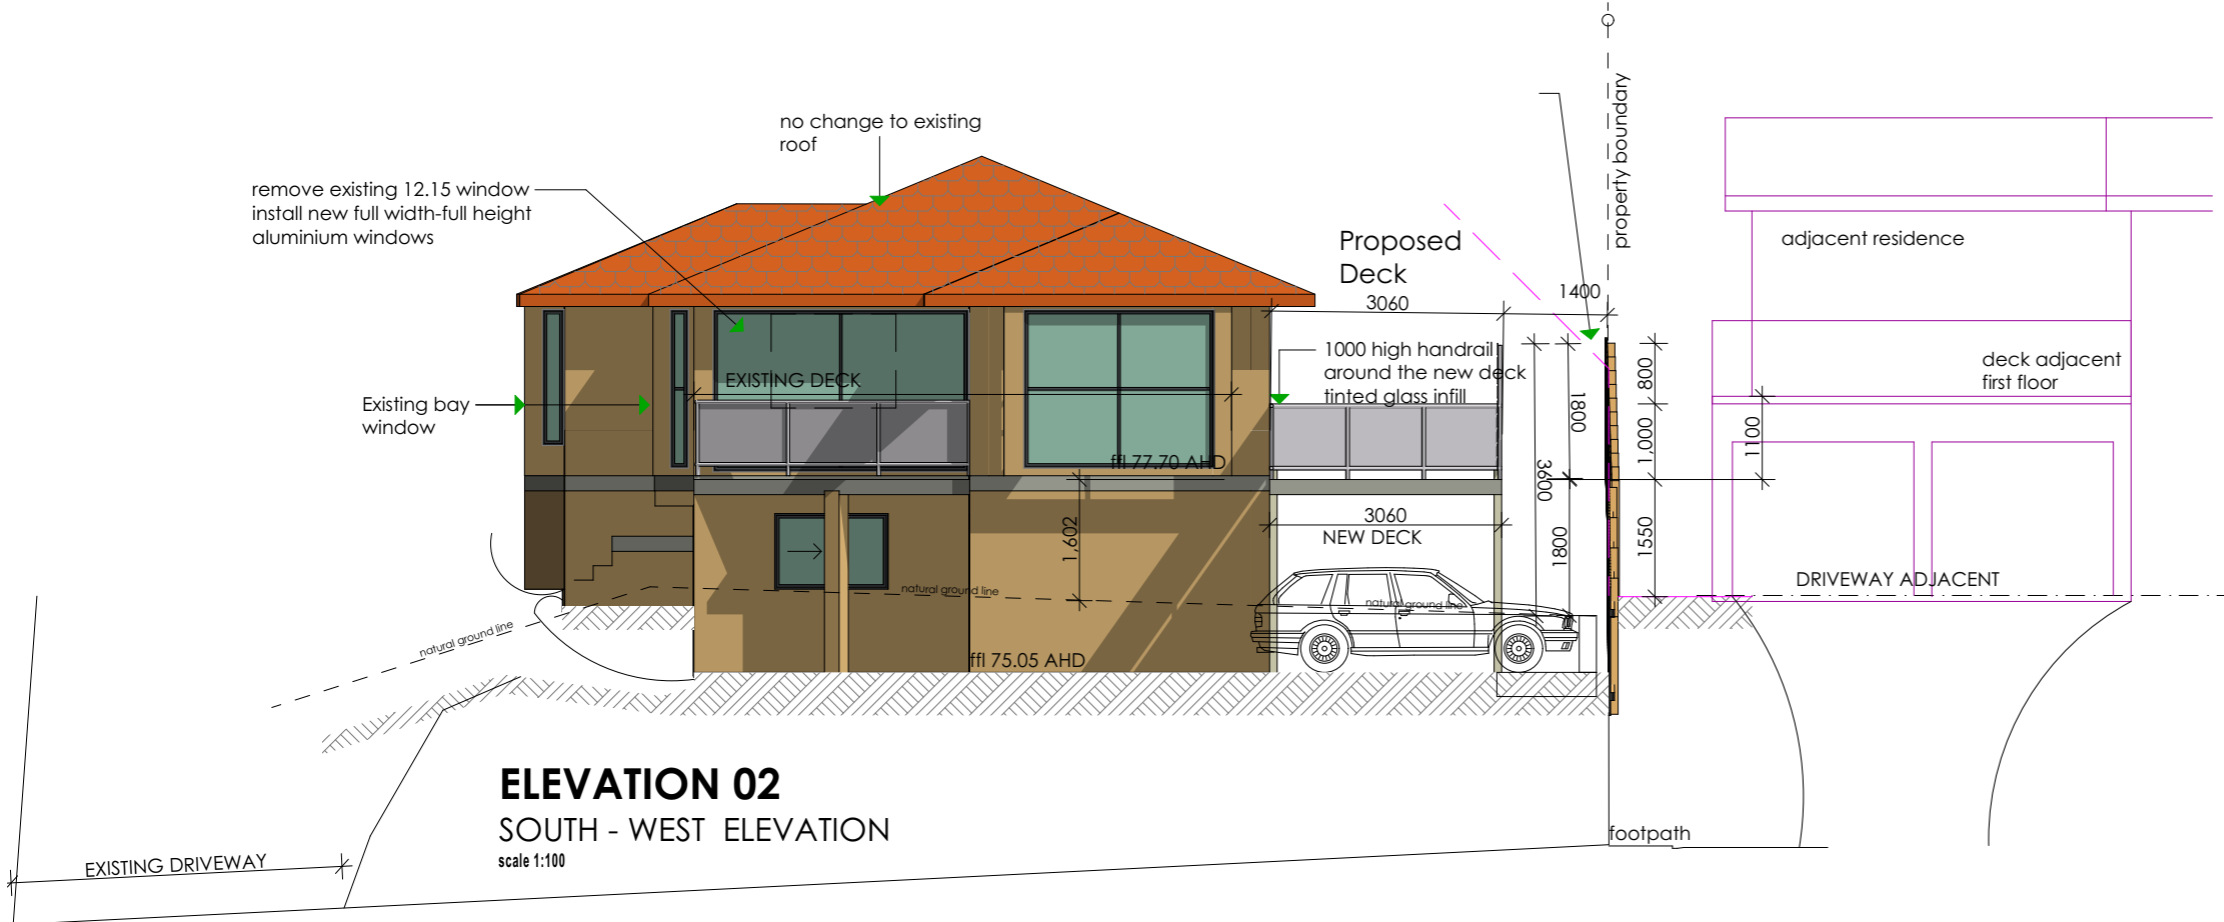 no change to existing
roof
remove existing 12.15 window
install new full width-full height
aluminium windows
Existing bay
window
EXISTING DECK
Proposed
Deck
3060
1400
property boundary
1000 high handrail
around the new deck
tinted glass infill
ffl 77.70 AHD
1,602
3060
NEW DECK
1800
3600
1800
800
1,000
1550
1100
adjacent residence
deck adjacent
first floor
DRIVEWAY ADJACENT
natural ground line
natural ground line
natural ground line
ffl 75.05 AHD
ELEVATION 02
SOUTH - WEST ELEVATION
scale 1:100
EXISTING DRIVEWAY
footpath